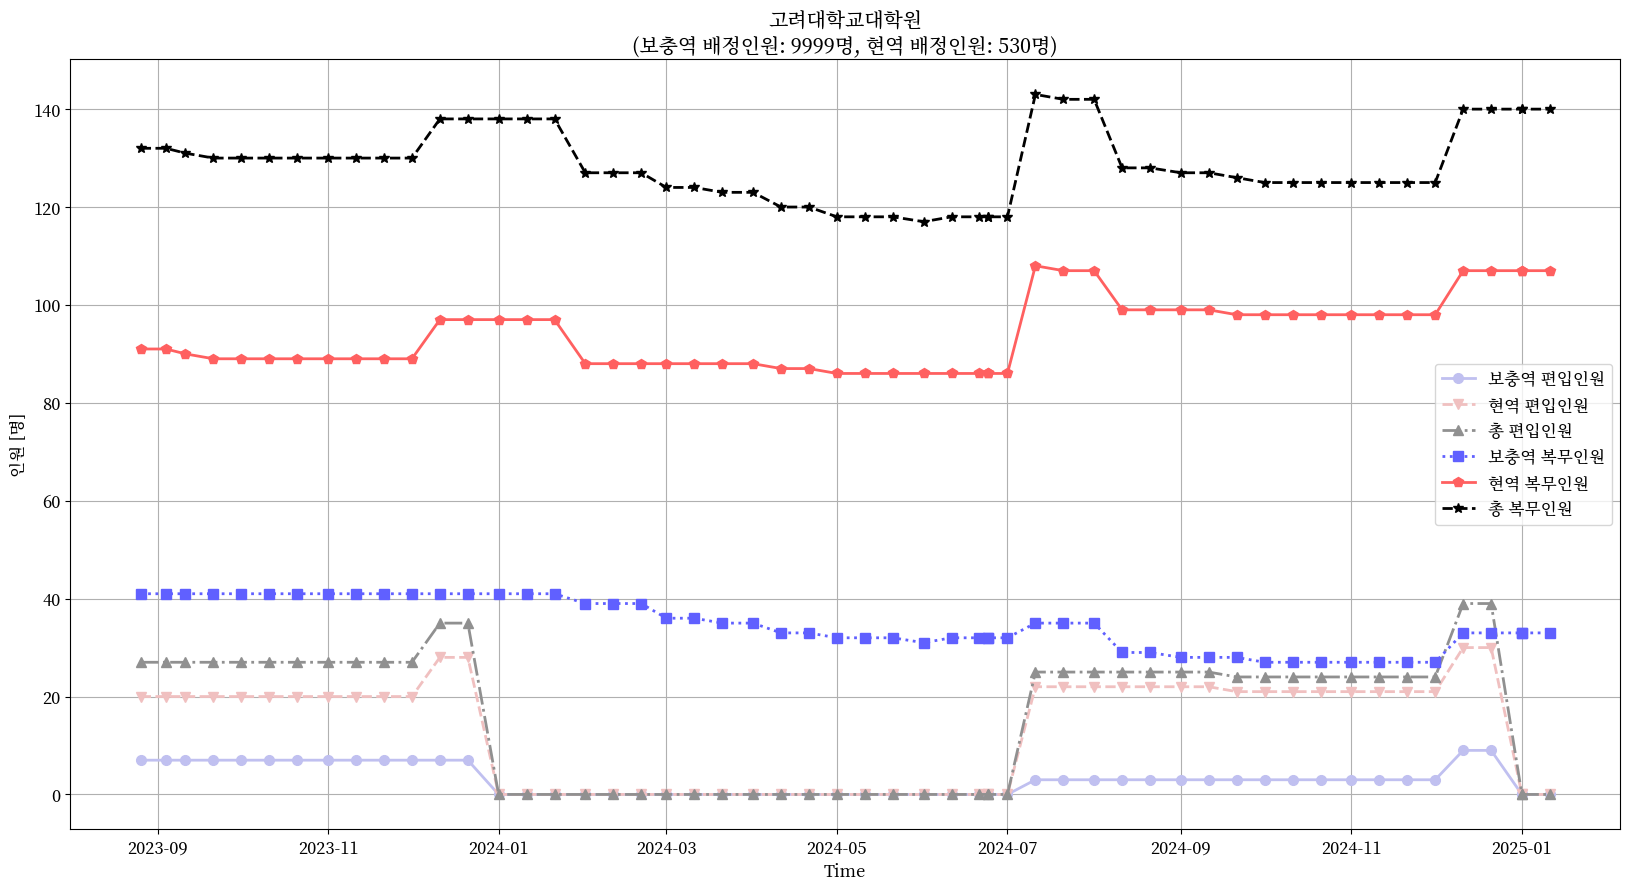 고려대학교대학원
(보충역 배정인원: 9999명, 현역 배정인원: 530명)
140
120
100
80
60
40
20
0
인원 [명]
보충역 편입인원
현역 편입인원
총 편입인원
보충역 복무인원
현역 복무인원
총 복무인원
2023-09
2023-11
2024-01
2024-03
2024-05
2024-07
2024-09
2024-11
2025-01
Time